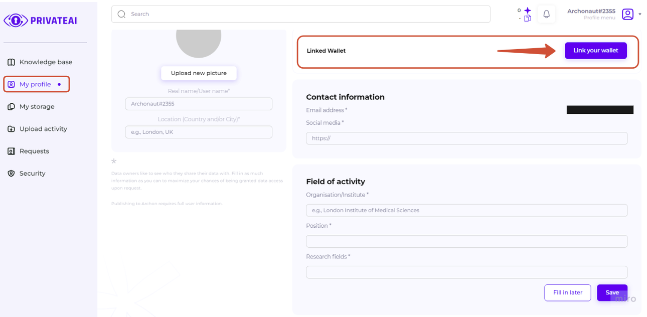 PRIVATEAI
Search
0
Archonaut#2355
Profile menu
Knowledge base
My profile
My storage
Upload activity
Requests
Security
Upload new picture
Real name/User name*
Archonaut#2355
Location (Country and/or City)*
e.g., London, UK
Linked Wallet
Link your wallet
Contact information
Email address *
Social media *
https://
Field of activity
Organisation/Institute *
e.g., London Institute of Medical Sciences
Position *
Research fields *
Fill in later
Save